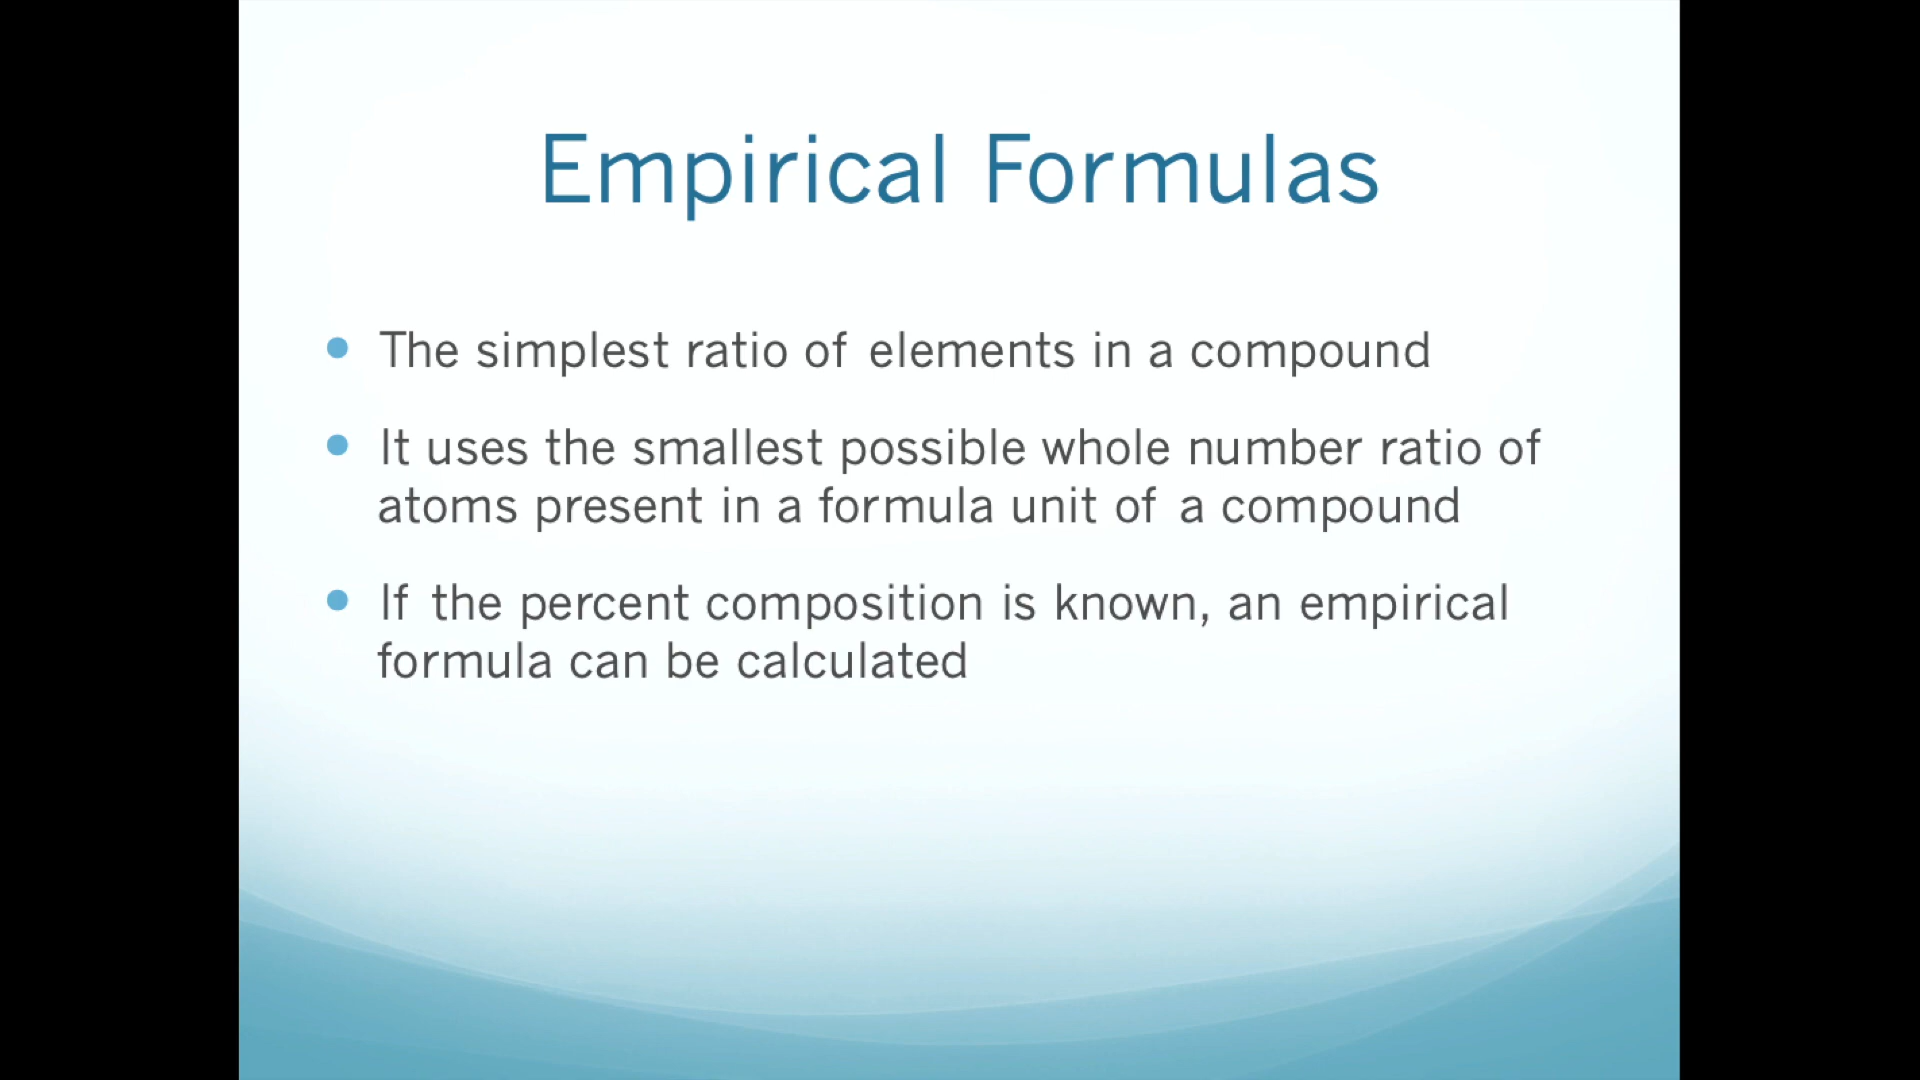 Empirical Formulas
• The simplest ratio of elements in a compound
• It uses the smallest possible whole number ratio of
atoms present in a formula unit of a compound
• If the percent composition is known, an empirical
formula can be calculated